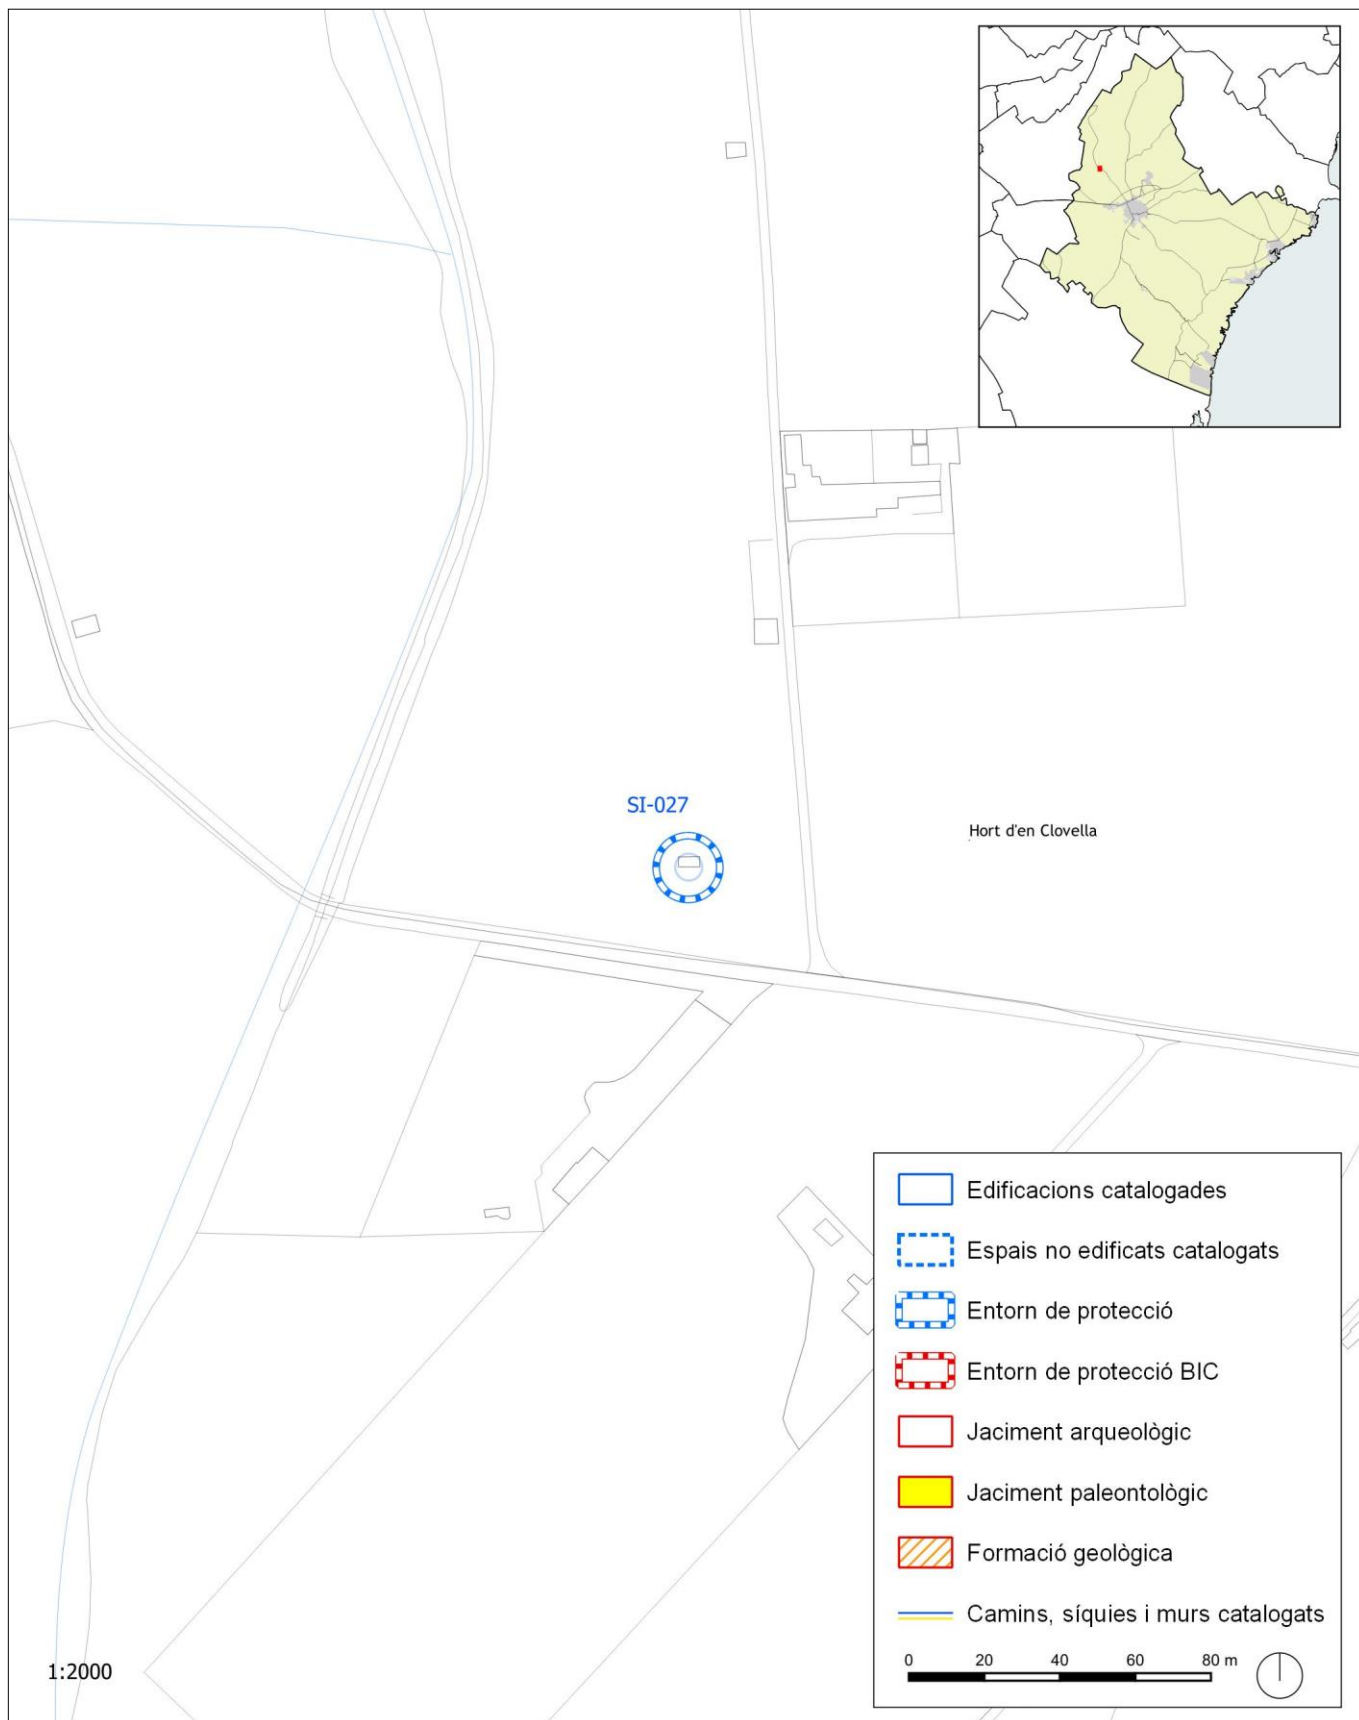 SI-027
Hort d'en Clovella
Edificacions catalogades
Espais no edificats catalogats
Entorn de protecció
Entorn de protecció BIC
Jaciment arqueològic
Jaciment paleontològic
Formació geològica
Camins, síquies i murs catalogats
0 20 40 60 80 m
1:2000